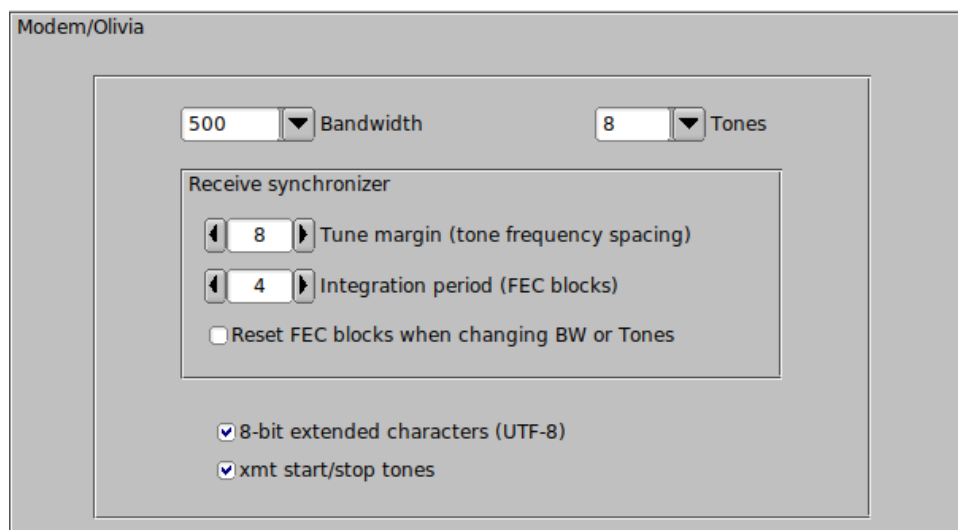 Modem/Olivia
500 Bandwidth 8 Tones
Receive synchronizer
8 Tune margin (tone frequency spacing)
4 Integration period (FEC blocks)
Reset FEC blocks when changing BW or Tones
8-bit extended characters (UTF-8)
xmt start/stop tones